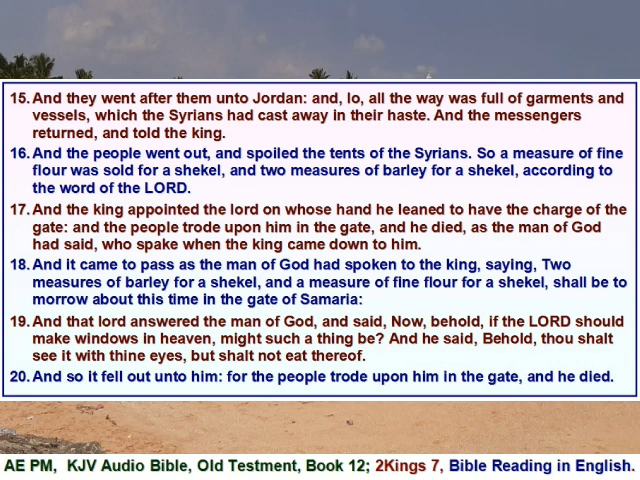 15. And they went after them unto Jordan: and, lo, all the way was full of garments and
vessels, which the Syrians had cast away in their haste. And the messengers
returned, and told the king.
16. And the people went out, and spoiled the tents of the Syrians. So a measure of fine
flour was sold for a shekel, and two measures of barley for a shekel, according to
the word of the LORD.
17. And the king appointed the lord on whose hand he leaned to have the charge of the
gate: and the people trode upon him in the gate, and he died, as the man of God
had said, who spake when the king came down to him.
18. And it came to pass as the man of God had spoken to the king, saying, Two
measures of barley for a shekel, and a measure of fine flour for a shekel, shall be to
morrow about this time in the gate of Samaria:
19. And that lord answered the man of God, and said, Now, behold, if the LORD should
make windows in heaven, might such a thing be? And he said, Behold, thou shalt
see it with thine eyes, but shalt not eat thereof.
20. And so it fell out unto him: for the people trode upon him in the gate, and he died.
AE PM, KJV Audio Bible, Old Testment, Book 12; 2Kings 7, Bible Reading in English.